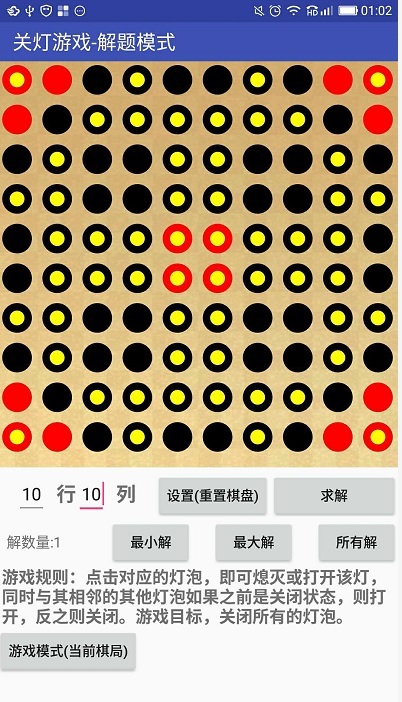 01:02
关灯游戏-解题模式
10 行 10 列 设置(重置棋盘) 求解
解数量:1 最小解 最大解 所有解
游戏规则：点击对应的灯泡，即可熄灭或打开该灯，
同时与其相邻的其他灯泡如果之前是关闭状态，则打
开，反之则关闭。游戏目标，关闭所有的灯泡。
游戏模式(当前棋局)